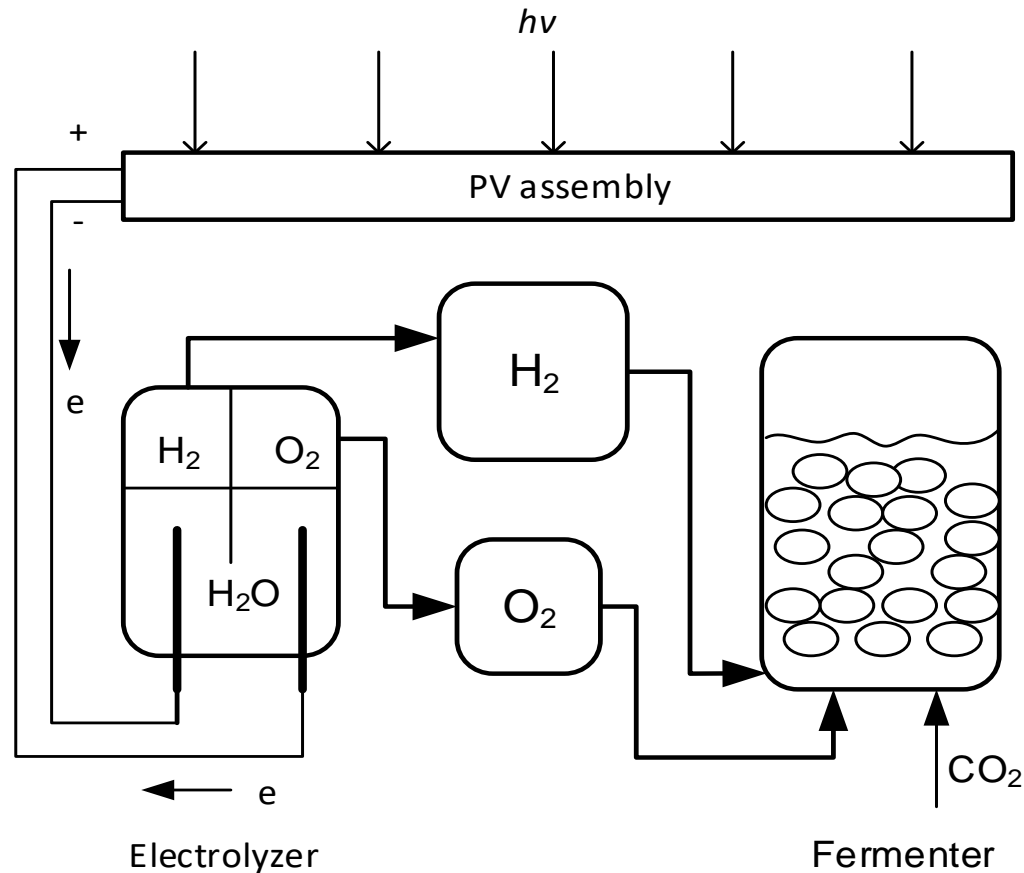 hν
+
PV assembly
-
e
H₂
H₂
O₂
H₂O
O₂
CO₂
e
Electrolyzer
Fermenter